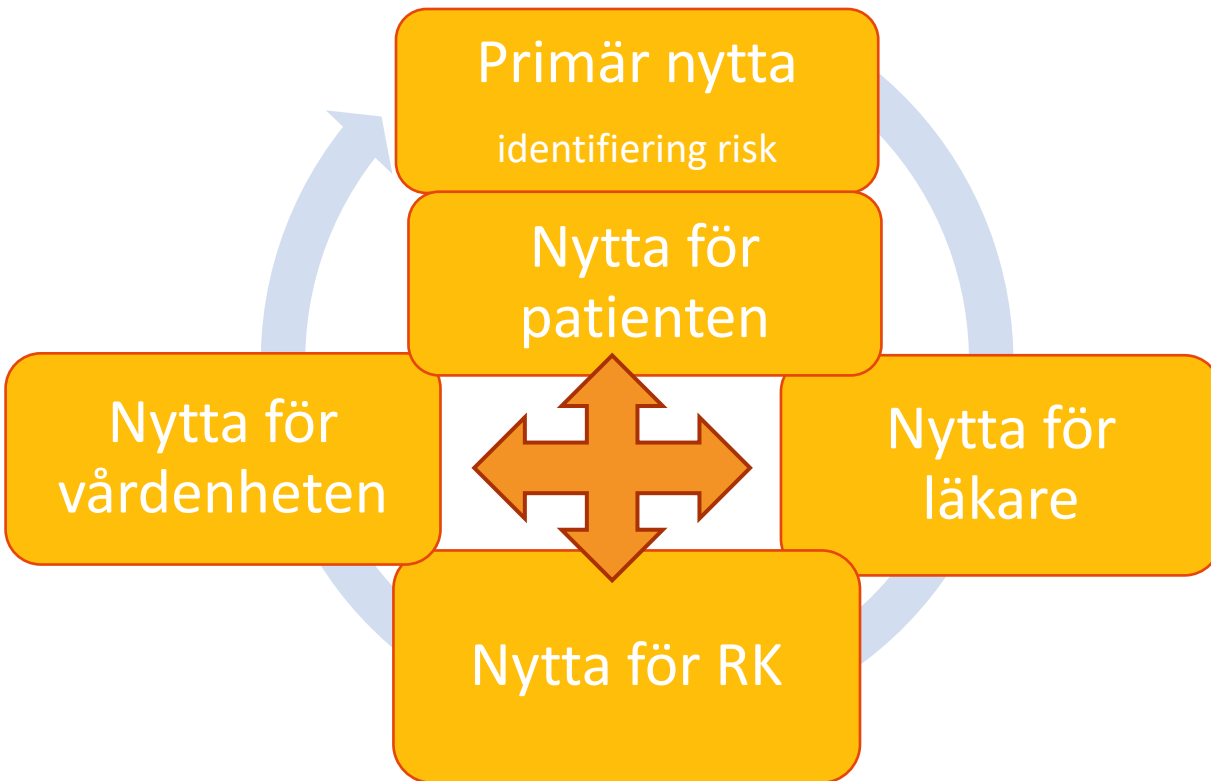 Primär nytta
identifiering risk
Nytta för
patienten
Nytta för
vårdenheten
Nytta för
läkare
Nytta för RK